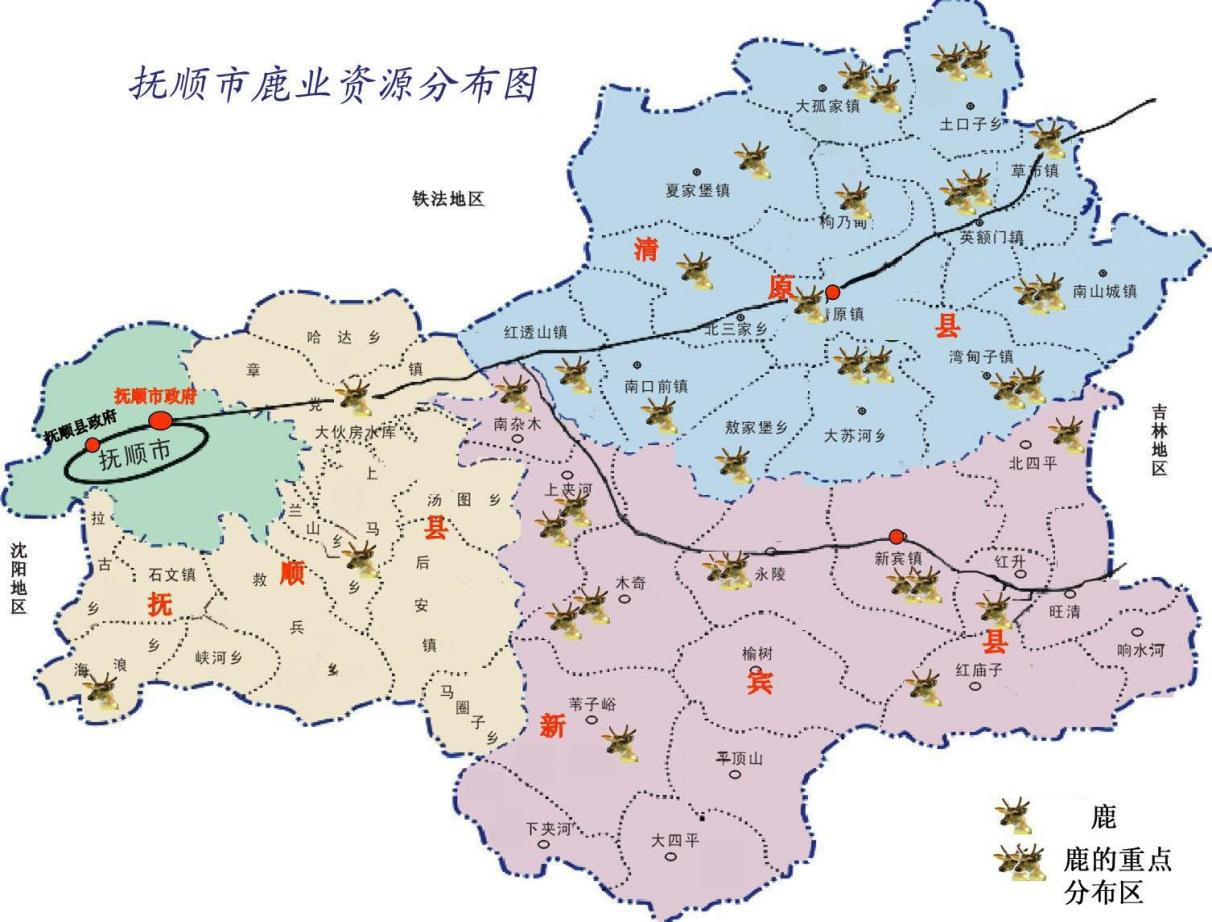 抚顺市鹿业资源分布图
铁法地区
大孤家镇
土口子乡
草市镇
夏家堡镇
枸乃甸
英额门镇
清
原
县
南山城镇
清原镇
北三家乡
红透山镇
湾甸子镇
南口前镇
敖家堡乡
大苏河乡
哈达乡
章
党
镇
大伙房水库
抚顺市政府
抚顺县政府
抚顺市
南杂木
北四平
吉林地区
上夹河
上
马
乡
汤图乡
县
兰
山
乡
拉
古
乡
沈阳地区
石文镇
抚
顺
救
兵
乡
后
安
镇
海浪乡
峡河乡
马
圈
子
乡
木奇
永陵
新宾镇
红升
旺清
响水河
县
红庙子
榆树
宾
苇子峪
新
平顶山
下夹河
大四平
鹿
鹿的重点
分布区